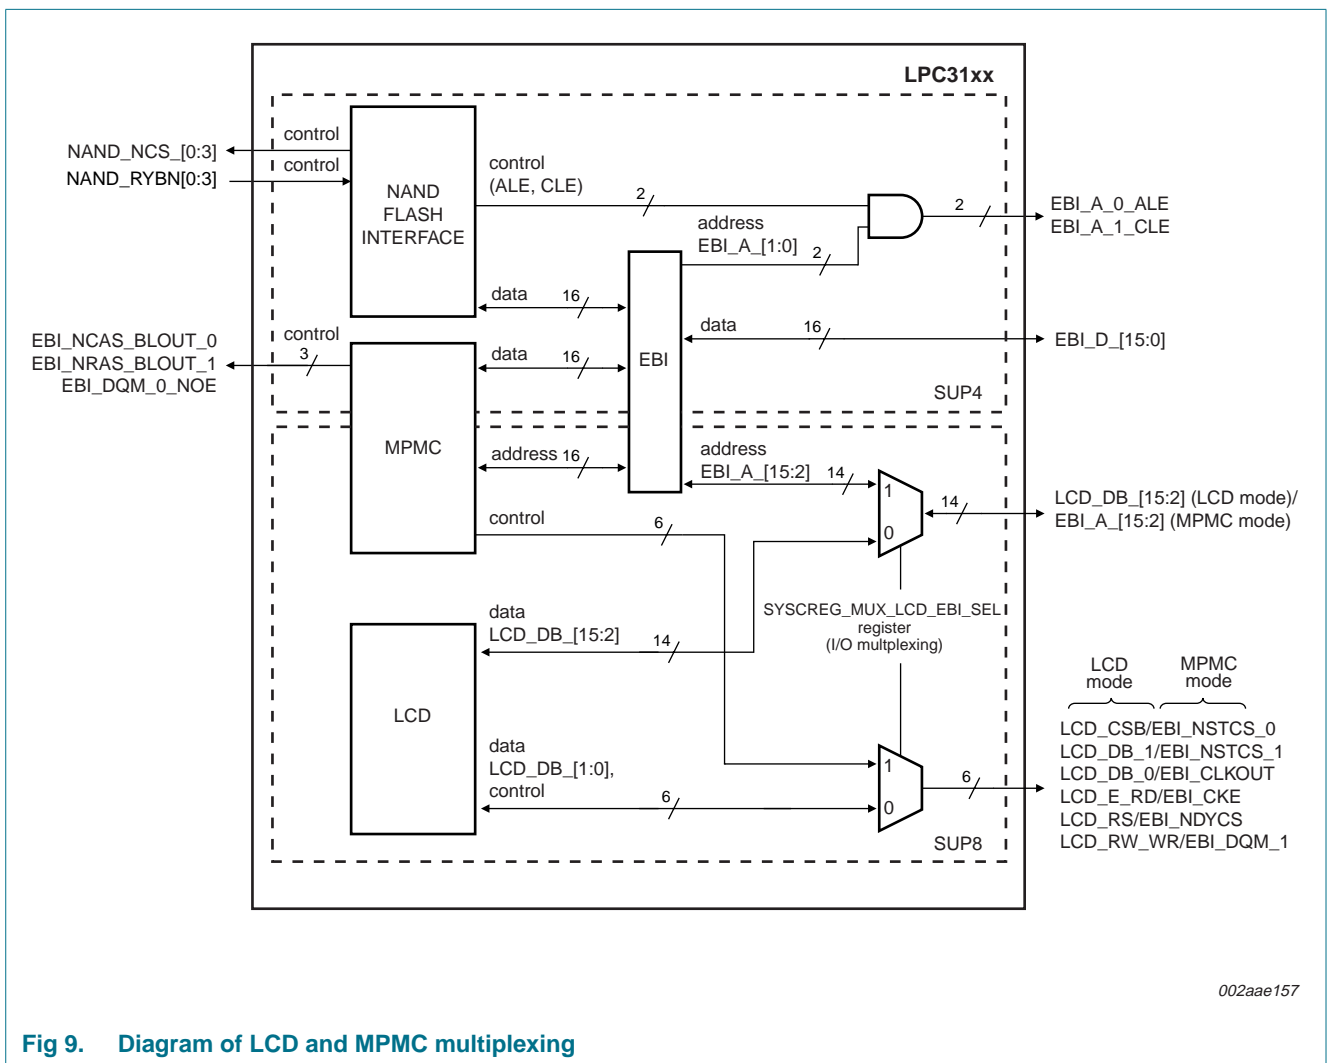 LPC31xx
NAND_NCS_[0:3]
control
NAND_RYBN[0:3]
control
NAND
FLASH
INTERFACE
control
(ALE, CLE)
2
address
EBI_A_[1:0]
2
2
EBI_A_0_ALE
EBI_A_1_CLE
data
16
EBI_NCAS_BLOUT_0
EBI_NRAS_BLOUT_1
EBI_DQM_0_NOE
control
3
data
16
EBI
data
16
EBI_D_[15:0]
SUP4
MPMC
address
16
address
EBI_A_[15:2]
14
1
0
14
LCD_DB_[15:2] (LCD mode)/
EBI_A_[15:2] (MPMC mode)
control
6
SYSCREG_MUX_LCD_EBI_SEL
register
(I/O multplexing)
data
LCD_DB_[15:2]
14
LCD
data
LCD_DB_[1:0],
control
6
1
0
6
SUP8
LCD
mode
MPMC
mode
LCD_CSB/EBI_NSTCS_0
LCD_DB_1/EBI_NSTCS_1
LCD_DB_0/EBI_CLKOUT
LCD_E_RD/EBI_CKE
LCD_RS/EBI_NDYCS
LCD_RW_WR/EBI_DQM_1
002aae157
Fig 9. Diagram of LCD and MPMC multiplexing